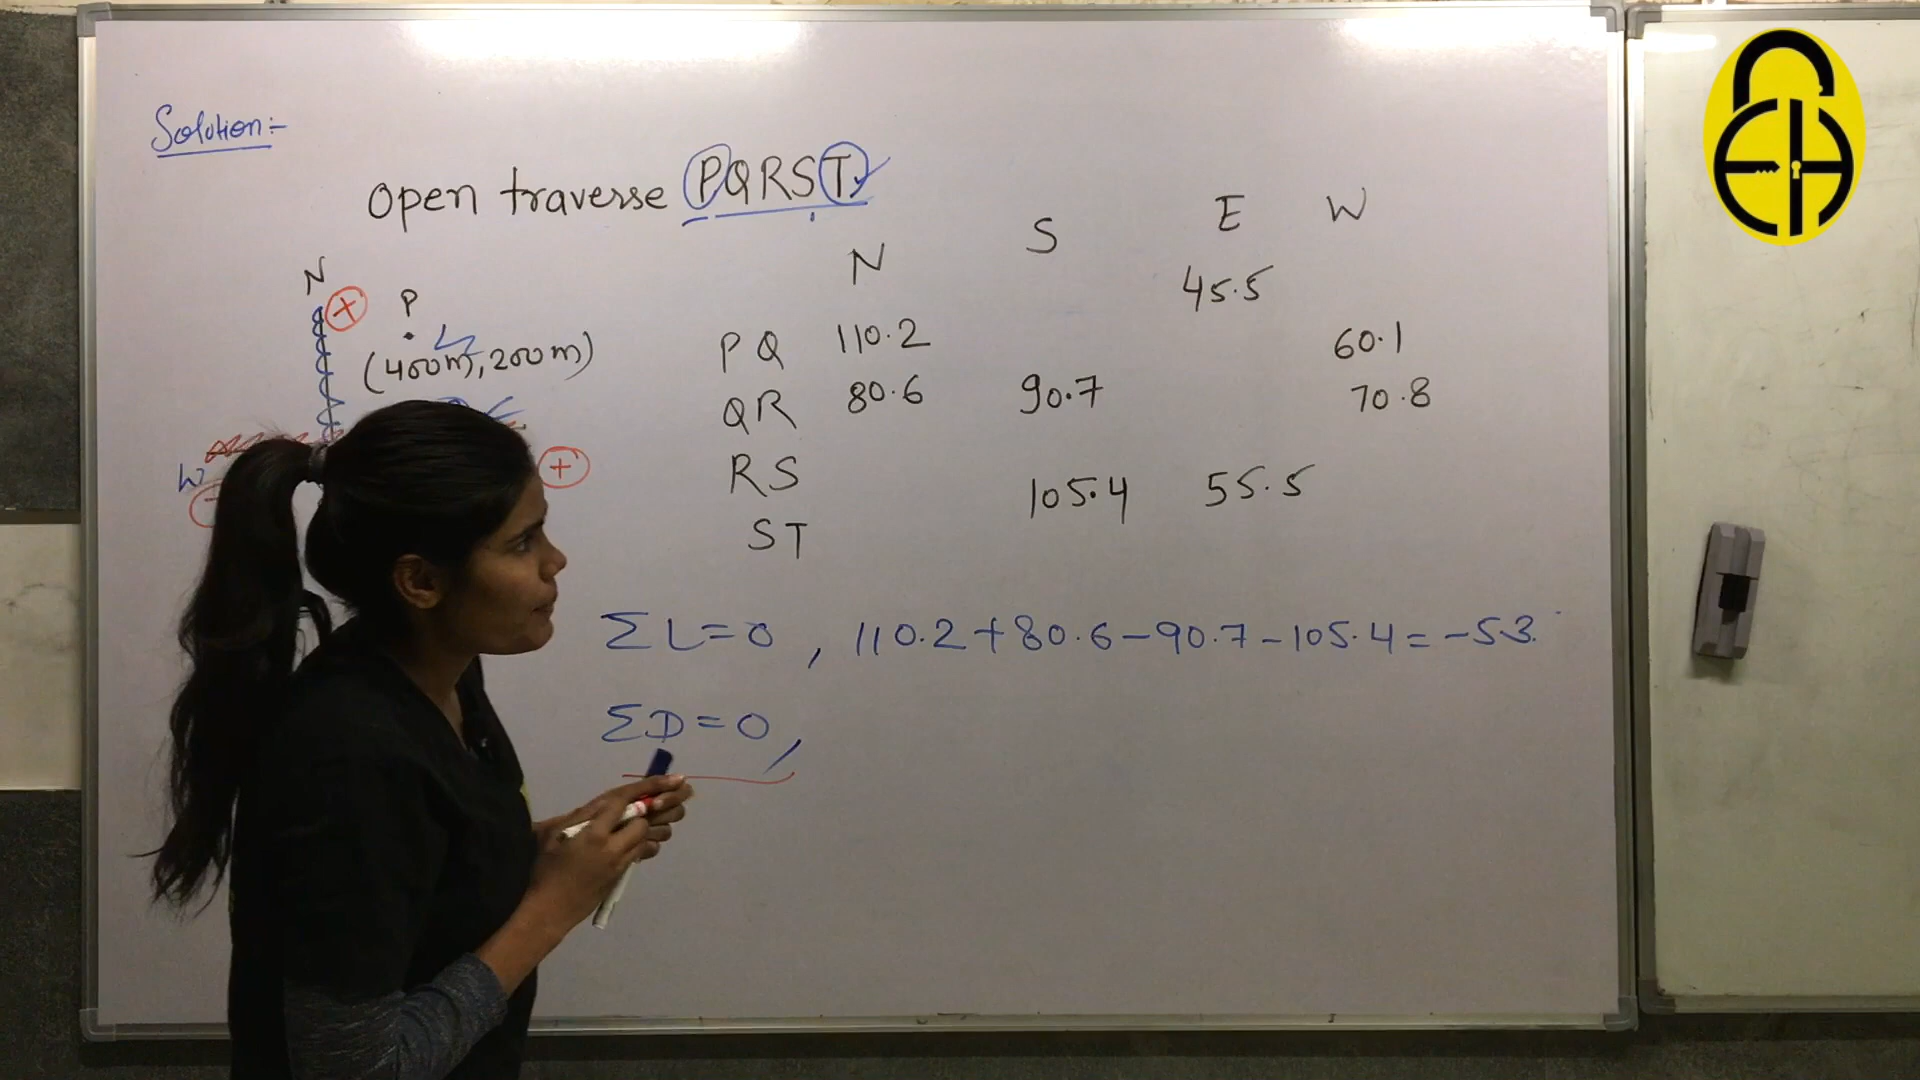 Solution:-
open traverse PQRST
N S E W
N + P 45.5
(400m, 200m) PQ 110.2 60.1
QR 80.6 90.7 70.8
W + RS 105.4 55.5
ST
ΣL=0, 110.2+80.6-90.7-105.4=-53.
ΣD=0,